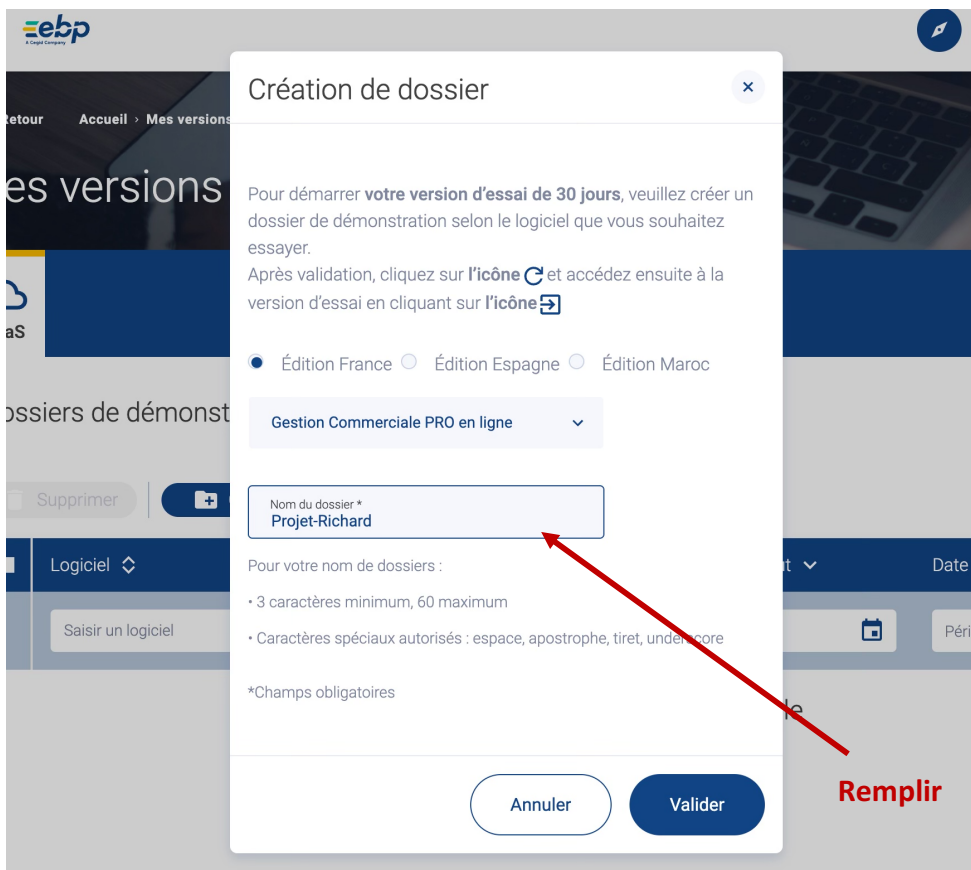 ebp
A Cegid Company
Création de dossier
etour Accueil › Mes versions
es versions
Pour démarrer votre version d'essai de 30 jours, veuillez créer un
dossier de démonstration selon le logiciel que vous souhaitez
essayer.
Après validation, cliquez sur l'icône et accédez ensuite à la
version d'essai en cliquant sur l'icône
aS
Édition France Édition Espagne Édition Maroc
ossiers de démonst
Gestion Commerciale PRO en ligne
Supprimer
Nom du dossier *
Projet-Richard
Logiciel
ut
Date
Pour votre nom de dossiers :
• 3 caractères minimum, 60 maximum
Saisir un logiciel
Péri
• Caractères spéciaux autorisés : espace, apostrophe, tiret, underscore
*Champs obligatoires
le
Remplir
Annuler Valider